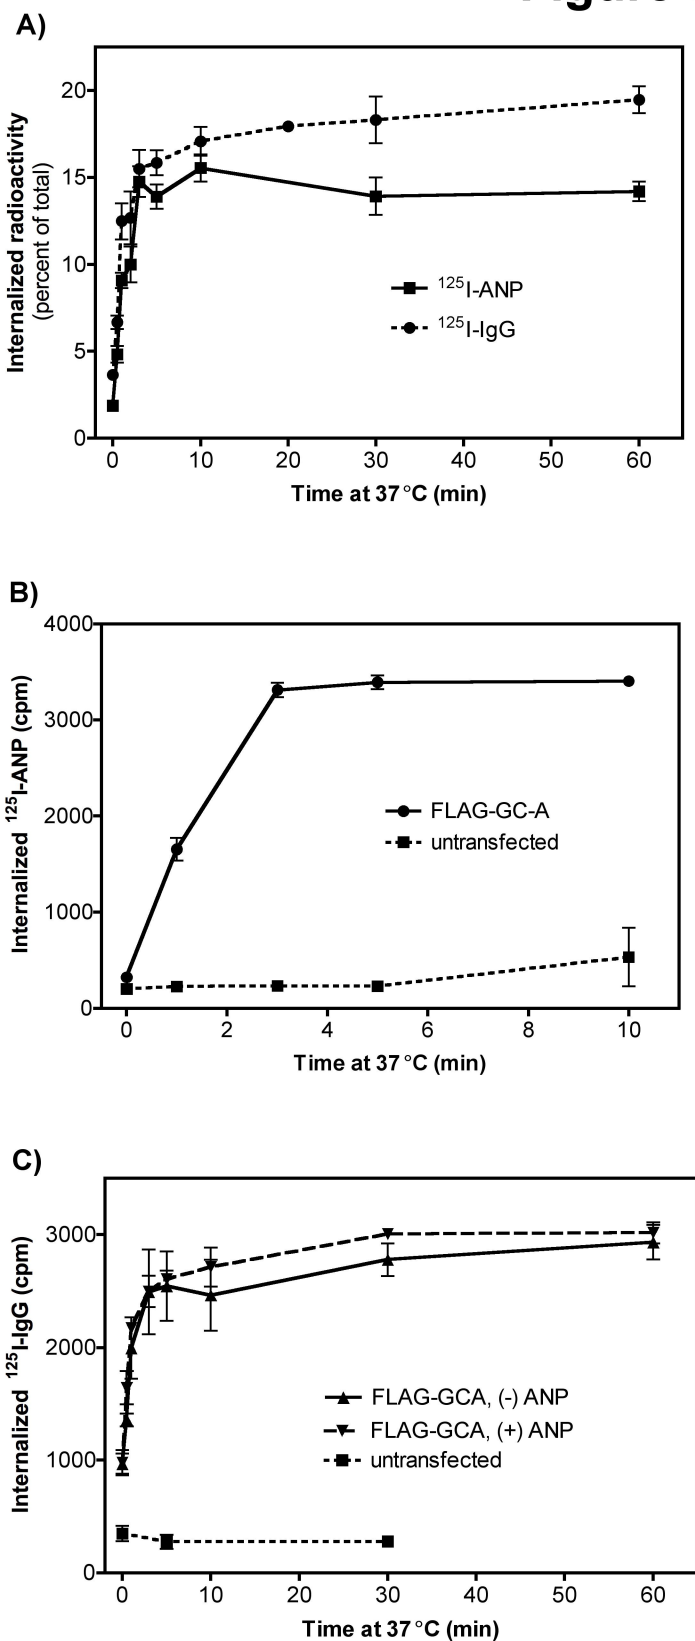 Figure
A)
Internalized radioactivity
(percent of total)
20
15
10
5
0
125I-ANP
125I-IgG
0 10 20 30 40 50 60
Time at 37 °C (min)
B)
Internalized 125I-ANP (cpm)
4000
3000
2000
1000
0
FLAG-GC-A
untransfected
0 2 4 6 8 10
Time at 37 °C (min)
C)
Internalized 125I-IgG (cpm)
3000
2000
1000
0
FLAG-GCA, (-) ANP
FLAG-GCA, (+) ANP
untransfected
0 10 20 30 40 50 60
Time at 37 °C (min)